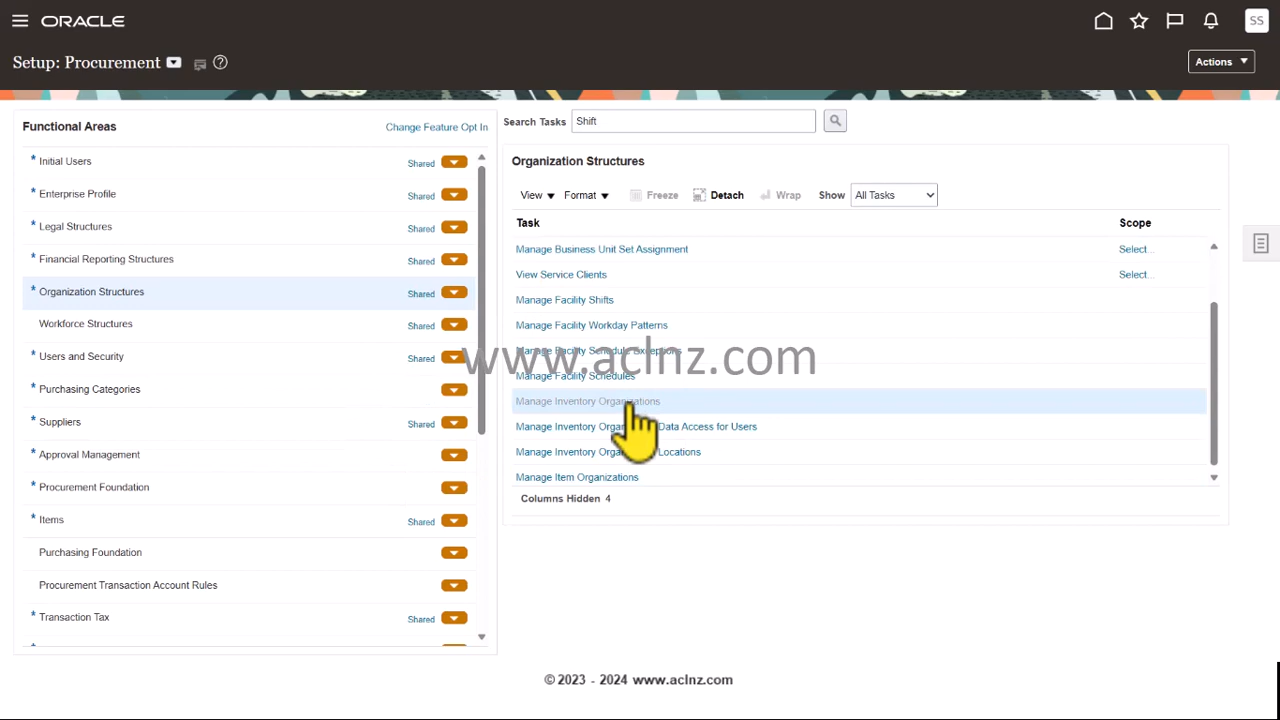 ORACLE
SS
Setup: Procurement
Actions
Functional Areas
Change Feature Opt In
* Initial Users Shared
* Enterprise Profile Shared
* Legal Structures Shared
* Financial Reporting Structures Shared
* Organization Structures Shared
Workforce Structures Shared
* Users and Security Shared
* Purchasing Categories
* Suppliers Shared
* Approval Management
* Procurement Foundation
* Items Shared
Purchasing Foundation
Procurement Transaction Account Rules
* Transaction Tax Shared
Search Tasks Shift
Organization Structures
View Format Freeze Detach Wrap Show All Tasks
Task Scope
Manage Business Unit Set Assignment Select...
View Service Clients Select...
Manage Facility Shifts
Manage Facility Workday Patterns
Manage Facility Schedule Exceptions
www.aclnz.com
Manage Facility Schedules
Manage Inventory Organizations
Manage Inventory Data Access for Users
Manage Inventory Locations
Manage Item Organizations
Columns Hidden 4
© 2023 - 2024 www.aclnz.com